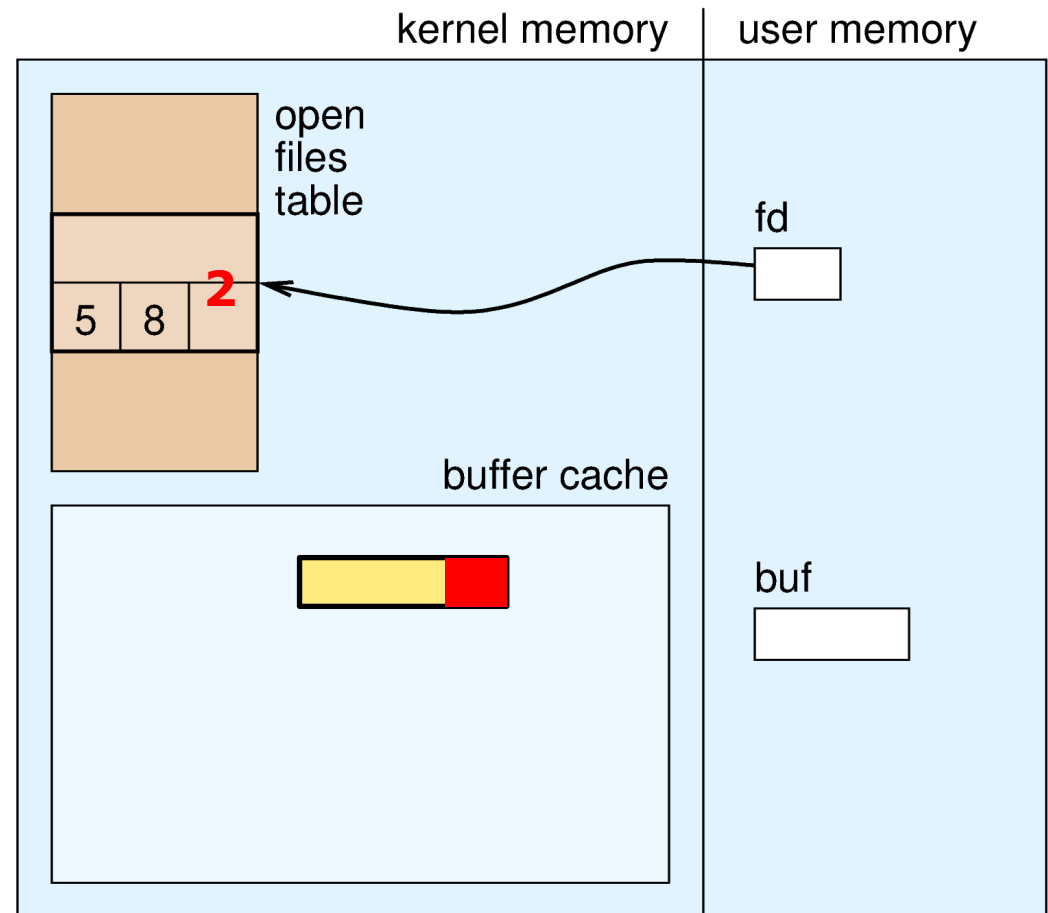 kernel memory
user memory
open
files
table
fd
2
5 8
buffer cache
buf